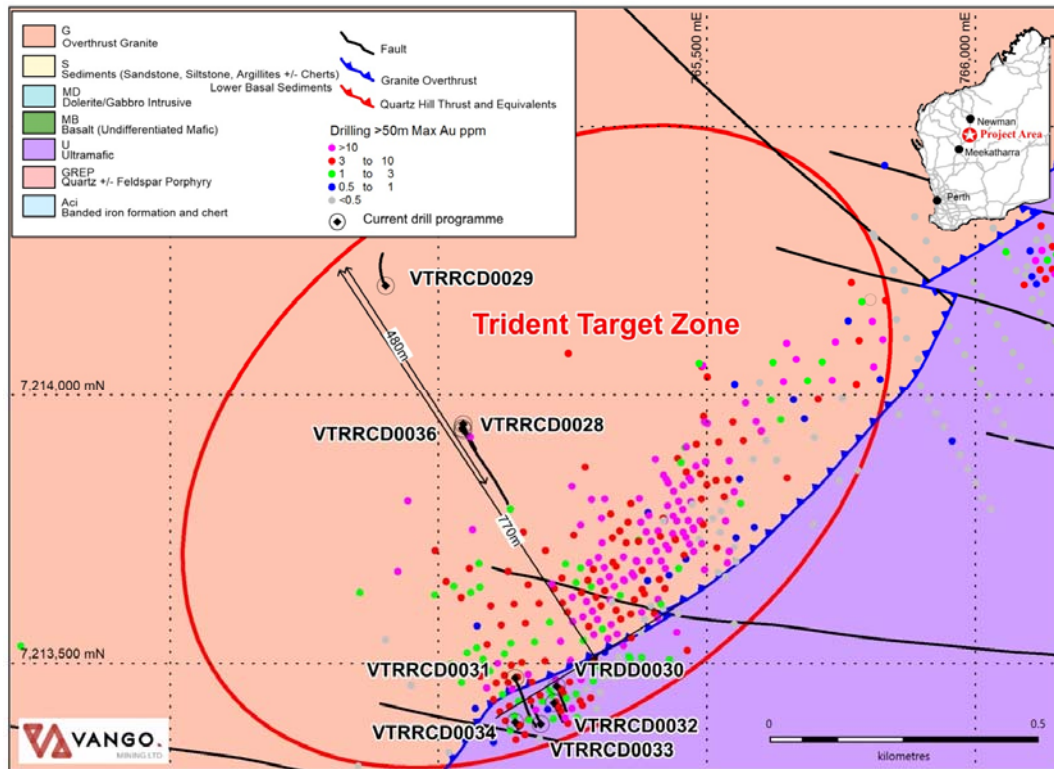 G
Overthrust Granite
S
Sediments (Sandstone, Siltstone, Argillites +/- Cherts)
Lower Basal Sediments
MD
Dolerite/Gabbro Intrusive
MB
Basalt (Undifferentiated Mafic)
U
Ultramafic
GREP
Quartz +/- Feldspar Porphyry
Aci
Banded iron formation and chert
Fault
Granite Overthrust
Quartz Hill Thrust and Equivalents
Drilling >50m Max Au ppm
>10
3 to 10
1 to 3
0.5 to 1
<0.5
Current drill programme
765,500 mE
766,000 mE
Newman
Project Area
Meekatharra
Perth
VTRRCD0029
Trident Target Zone
480m
7,214,000 mN
VTRRCD0036
VTRRCD0028
770m
7,213,500 mN
VTRRCD0031
VTRDD0030
VTRRCD0034
VTRRCD0032
VTRRCD0033
0
0.5
kilometres
VANGO
MINING LTD